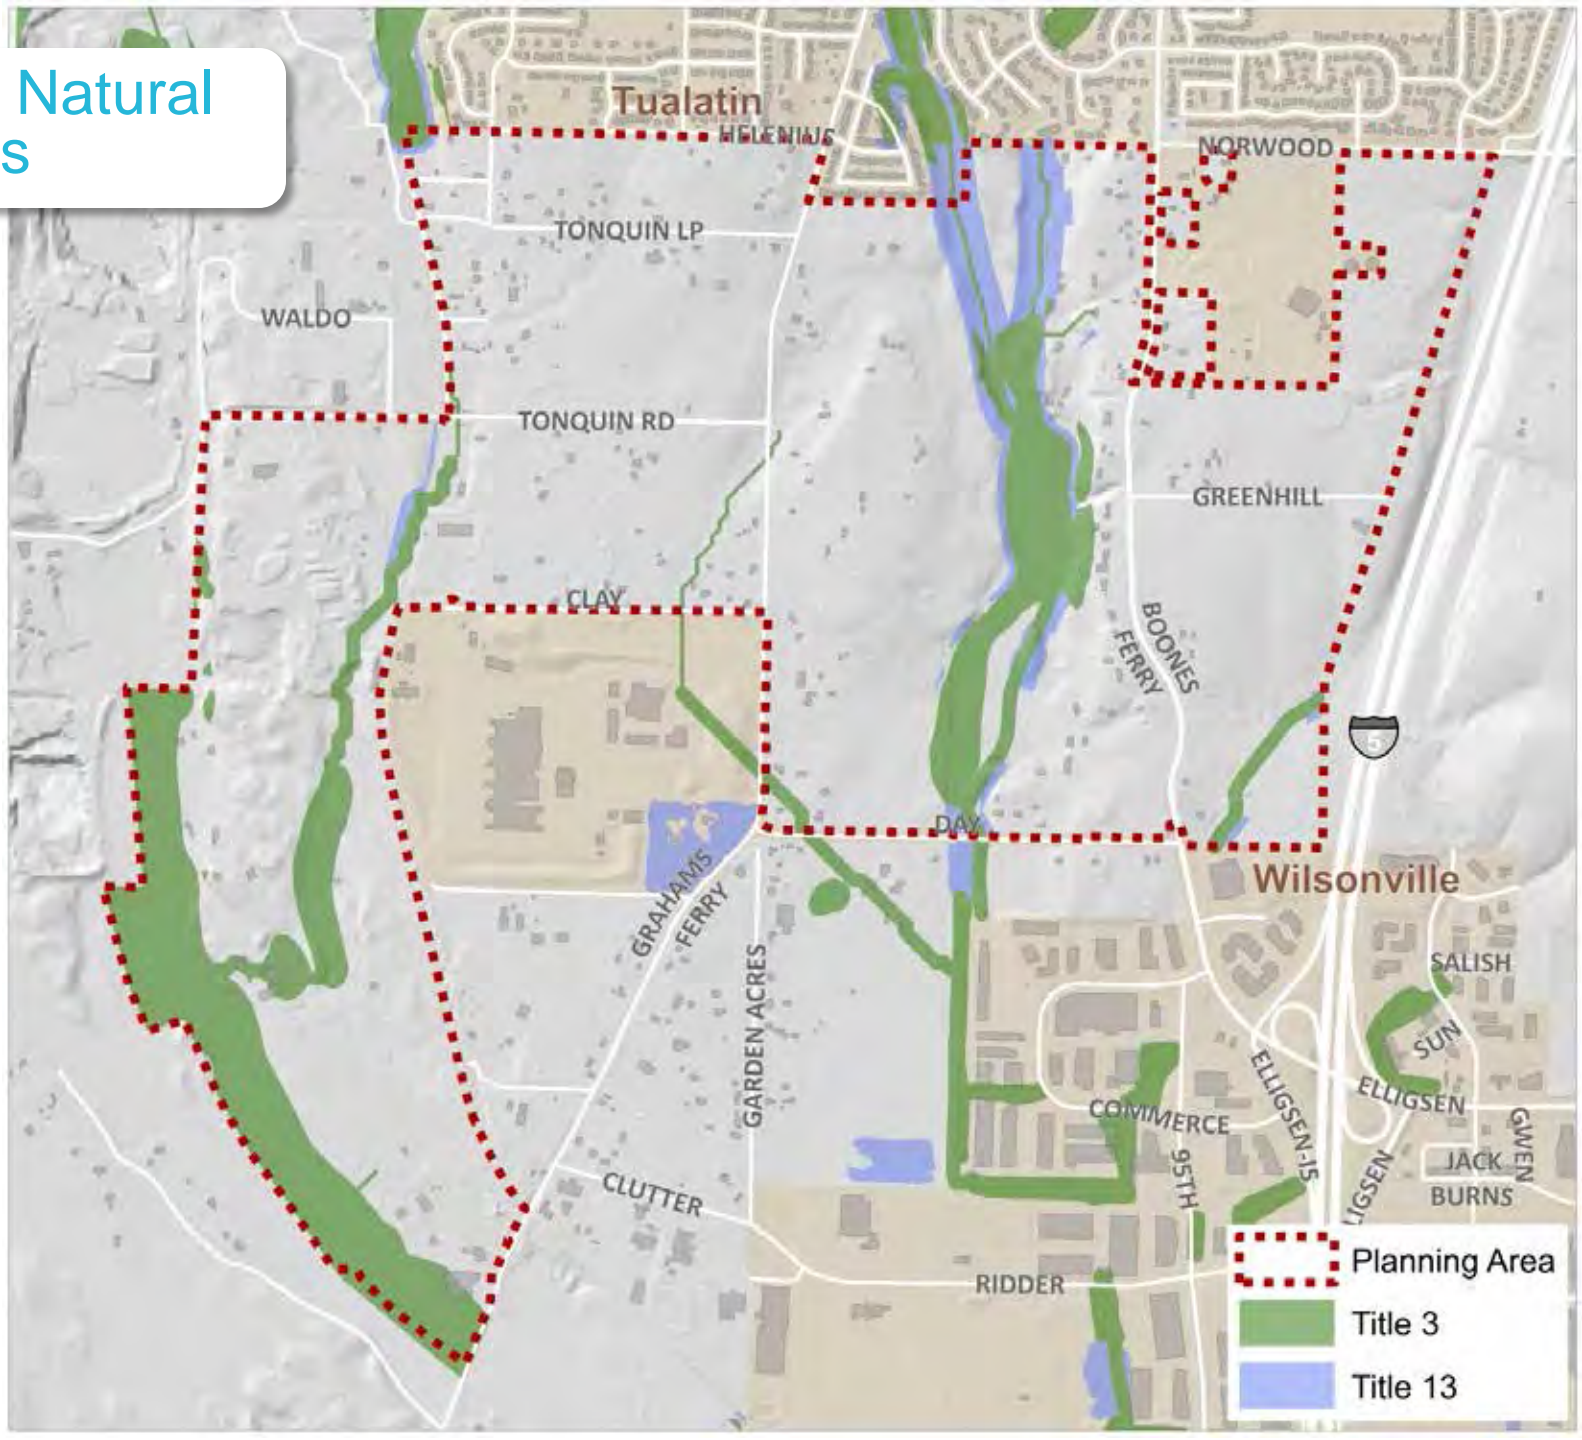 Natural
s
Tualatin
HELENIUS
NORWOOD
TONQUIN LP
WALDO
TONQUIN RD
GREENHILL
CLAY
BOONES
FERRY
5
DAY
Wilsonville
GRAHAMS
FERRY
GARDEN ACRES
SALISH
SUN
ELLIGSEN
ELLIGSEN-I5
COMMERCE
GWEN
95TH
JACK
BURNS
LIGSEN
CLUTTER
RIDDER
Planning Area
Title 3
Title 13